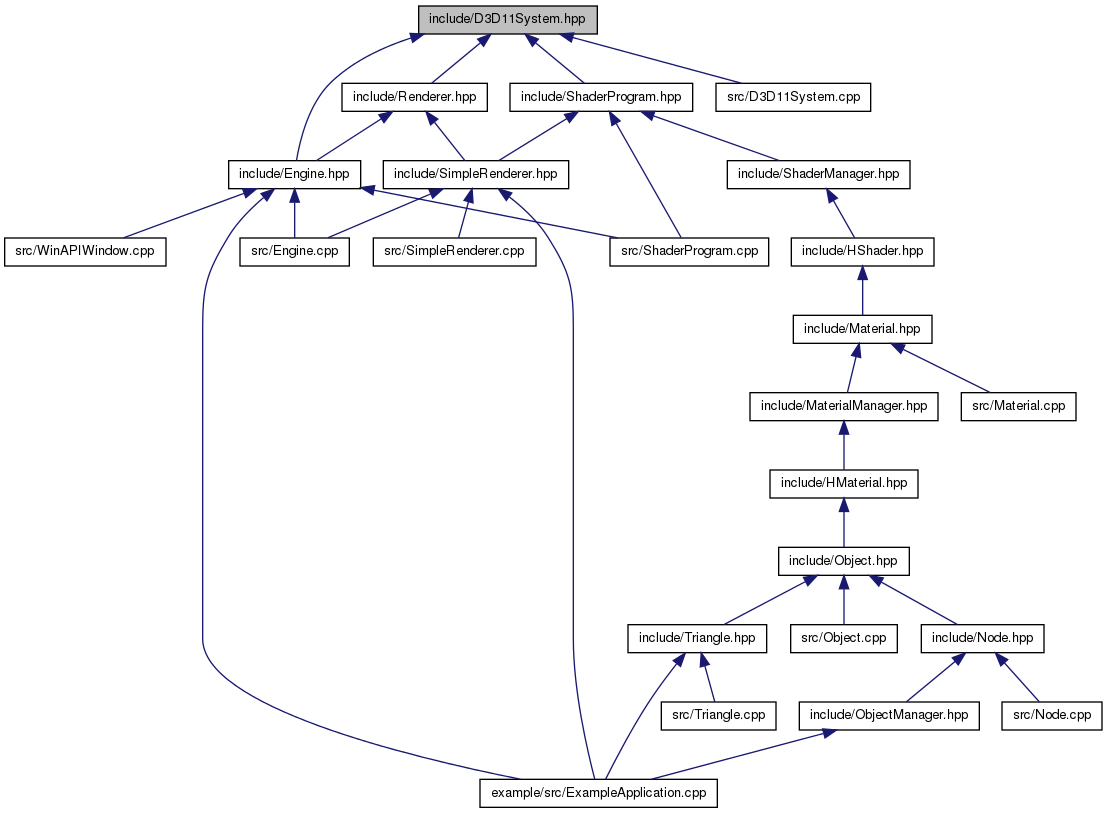 include/D3D11System.hpp
include/Renderer.hpp
include/ShaderProgram.hpp
src/D3D11System.cpp
include/Engine.hpp
include/SimpleRenderer.hpp
include/ShaderManager.hpp
src/WinAPIWindow.cpp
src/Engine.cpp
src/SimpleRenderer.cpp
src/ShaderProgram.cpp
include/HShader.hpp
include/Material.hpp
include/MaterialManager.hpp
src/Material.cpp
include/HMaterial.hpp
include/Object.hpp
include/Triangle.hpp
src/Object.cpp
include/Node.hpp
src/Triangle.cpp
include/ObjectManager.hpp
src/Node.cpp
example/src/ExampleApplication.cpp